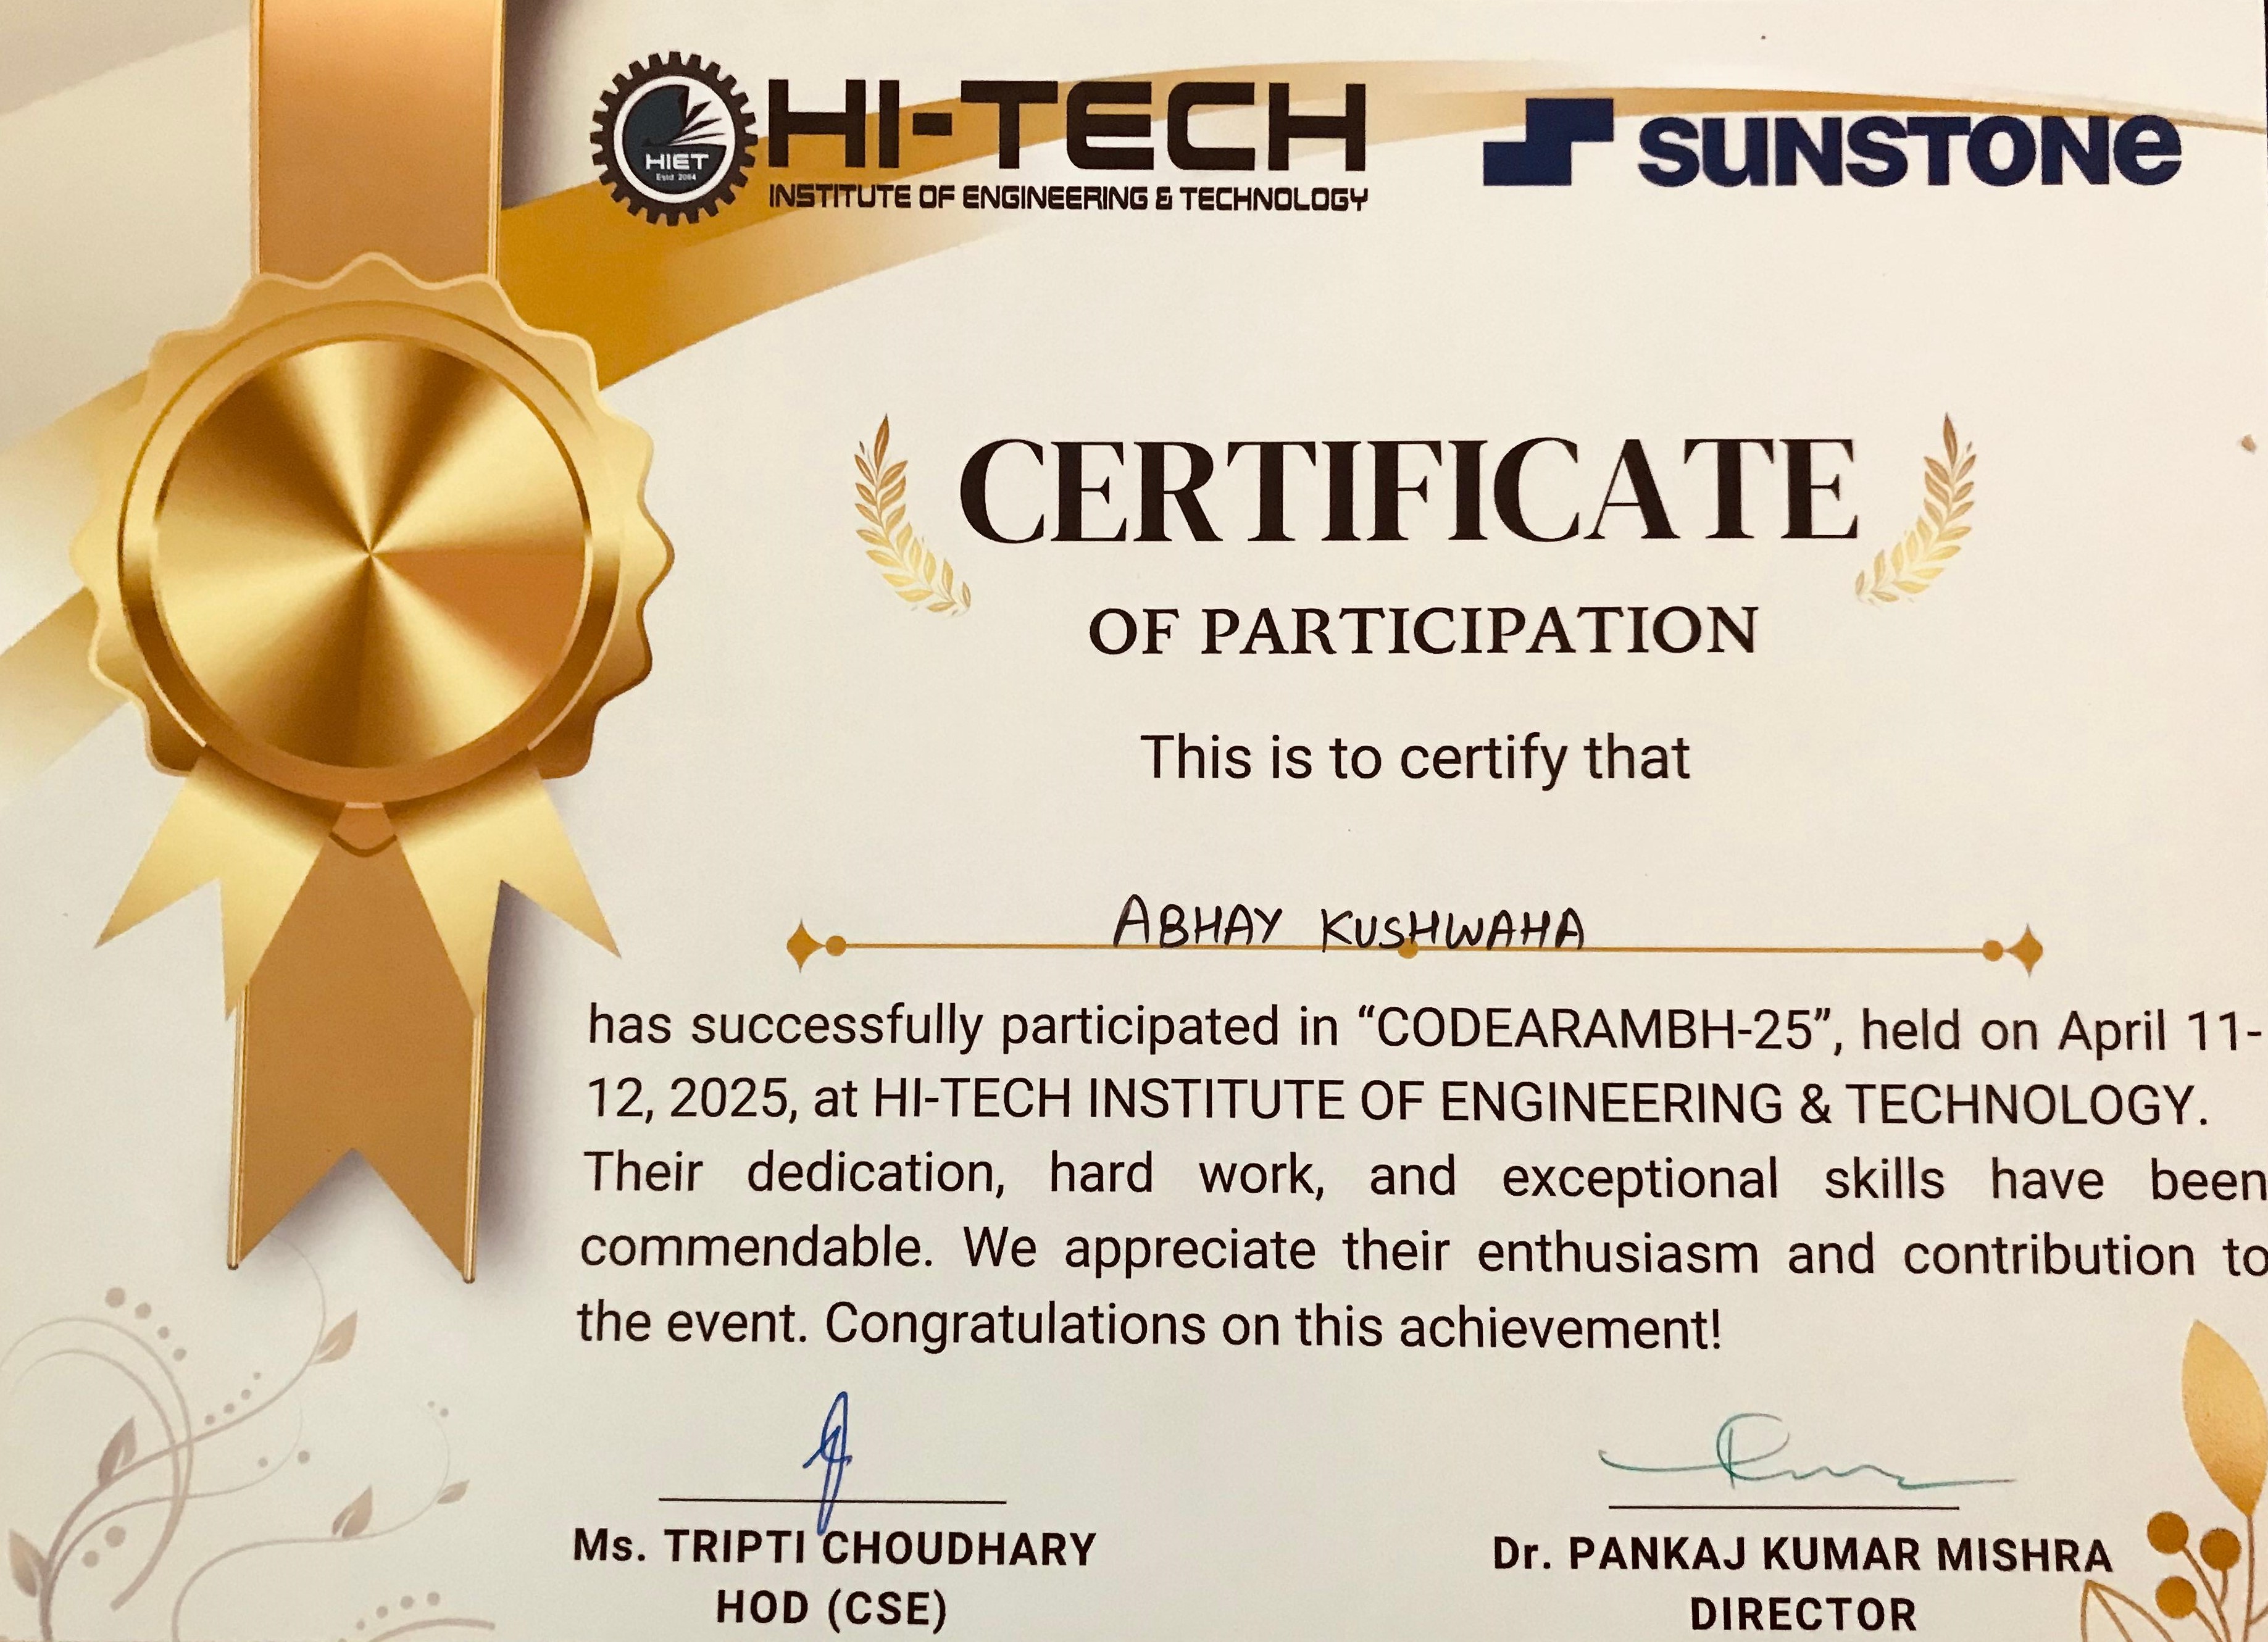 HIET
Estd 2004
HI-TECH
INSTITUTE OF ENGINEERING & TECHNOLOGY
SUNSTONE
CERTIFICATE
OF PARTICIPATION
This is to certify that
ABHAY KUSHWAHA
has successfully participated in “CODEARAMBH-25”, held on April 11-
12, 2025, at HI-TECH INSTITUTE OF ENGINEERING & TECHNOLOGY.
Their dedication, hard work, and exceptional skills have been
commendable. We appreciate their enthusiasm and contribution to
the event. Congratulations on this achievement!
Ms. TRIPTI CHOUDHARY
HOD (CSE)
Dr. PANKAJ KUMAR MISHRA
DIRECTOR